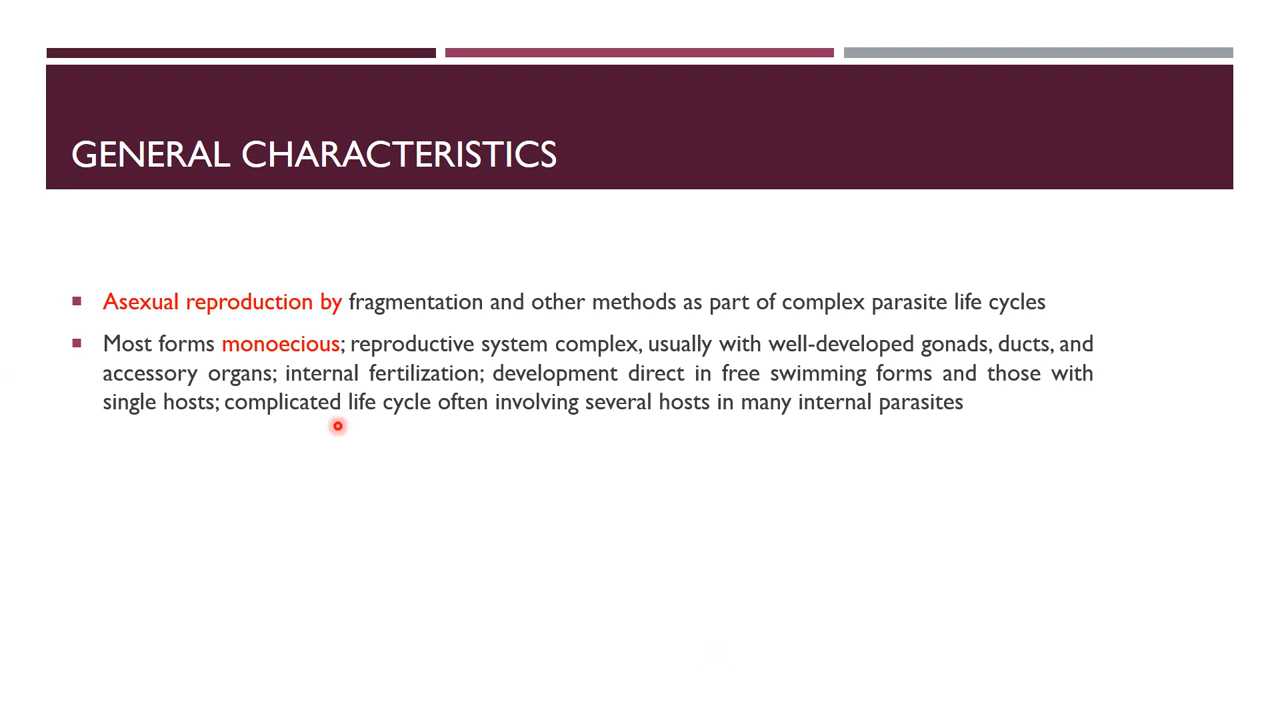 GENERAL CHARACTERISTICS
Asexual reproduction by fragmentation and other methods as part of complex parasite life cycles
Most forms monoecious; reproductive system complex, usually with well-developed gonads, ducts, and
accessory organs; internal fertilization; development direct in free swimming forms and those with
single hosts; complicated life cycle often involving several hosts in many internal parasites